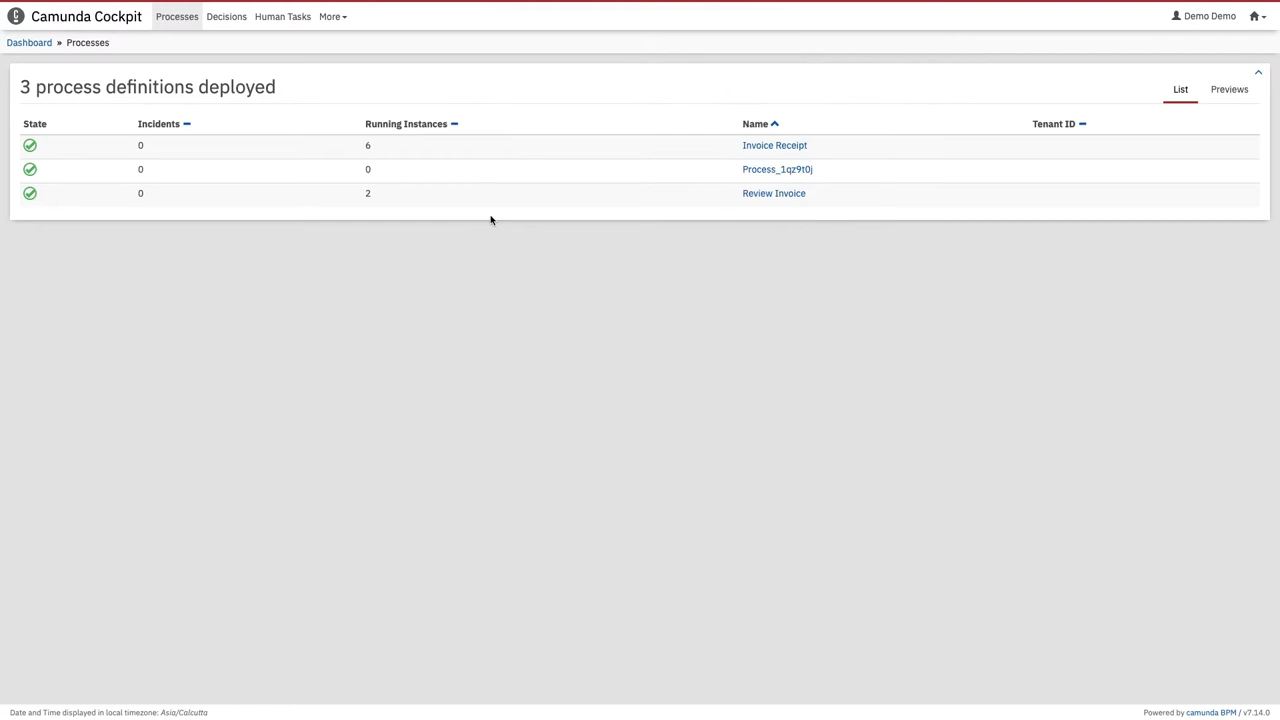 Camunda Cockpit Processes Decisions Human Tasks More Demo Demo
Dashboard » Processes
3 process definitions deployed
List Previews
State Incidents Running Instances Name Tenant ID
0 6 Invoice Receipt
0 0 Process_1qz9t0j
0 2 Review Invoice
Date and Time displayed in local timezone: Asia/Calcutta Powered by camunda BPM / v7.14.0